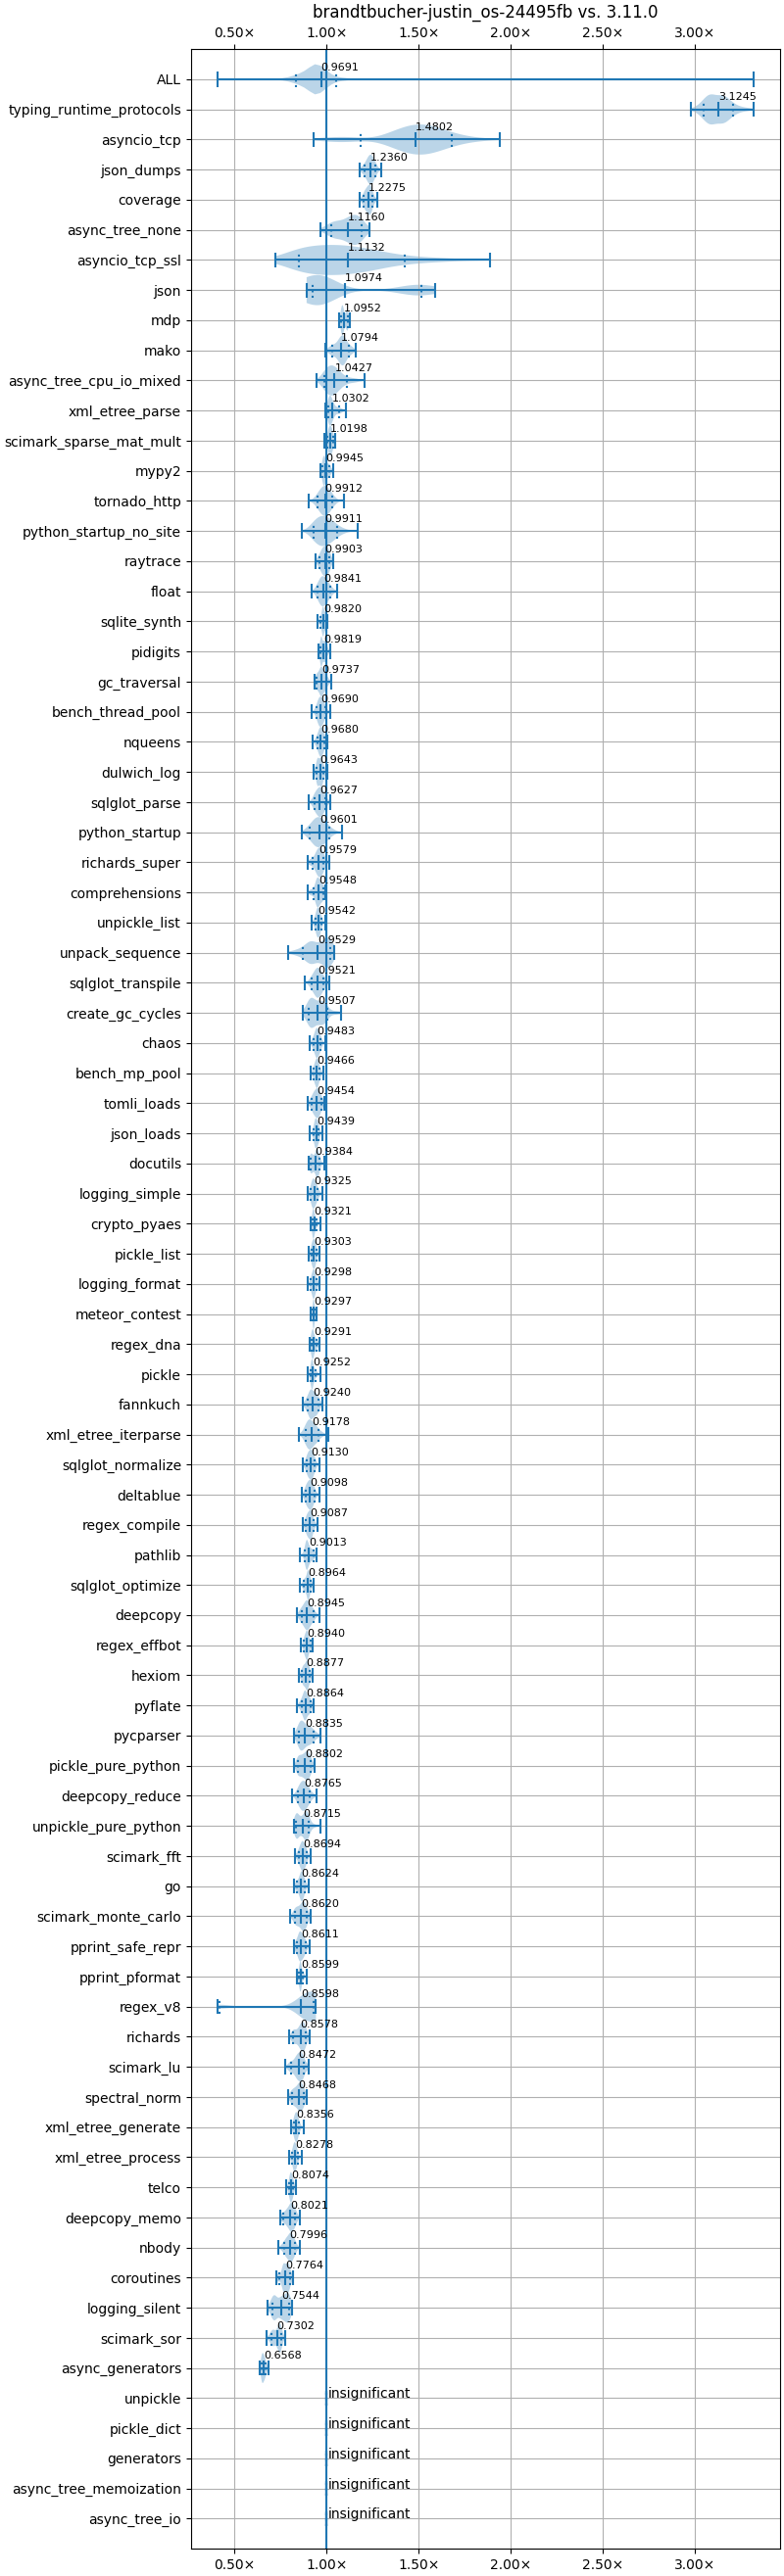 brandtbucher-justin_os-24495fb vs. 3.11.0
0.50× 1.00× 1.50× 2.00× 2.50× 3.00×
ALL 0.9691
typing_runtime_protocols 3.1245
asyncio_tcp 1.4802
json_dumps 1.2360
coverage 1.2275
async_tree_none 1.1160
asyncio_tcp_ssl 1.1132
json 1.0974
mdp 1.0952
mako 1.0794
async_tree_cpu_io_mixed 1.0427
xml_etree_parse 1.0302
scimark_sparse_mat_mult 1.0198
mypy2 0.9945
tornado_http 0.9912
python_startup_no_site 0.9911
raytrace 0.9903
float 0.9841
sqlite_synth 0.9820
pidigits 0.9819
gc_traversal 0.9737
bench_thread_pool 0.9690
nqueens 0.9680
dulwich_log 0.9643
sqlglot_parse 0.9627
python_startup 0.9601
richards_super 0.9579
comprehensions 0.9548
unpickle_list 0.9542
unpack_sequence 0.9529
sqlglot_transpile 0.9521
create_gc_cycles 0.9507
chaos 0.9483
bench_mp_pool 0.9466
tomli_loads 0.9454
json_loads 0.9439
docutils 0.9384
logging_simple 0.9325
crypto_pyaes 0.9321
pickle_list 0.9303
logging_format 0.9298
meteor_contest 0.9297
regex_dna 0.9291
pickle 0.9252
fannkuch 0.9240
xml_etree_iterparse 0.9178
sqlglot_normalize 0.9130
deltablue 0.9098
regex_compile 0.9087
pathlib 0.9013
sqlglot_optimize 0.8964
deepcopy 0.8945
regex_effbot 0.8940
hexiom 0.8877
pyflate 0.8864
pycparser 0.8835
pickle_pure_python 0.8802
deepcopy_reduce 0.8765
unpickle_pure_python 0.8715
scimark_fft 0.8694
go 0.8624
scimark_monte_carlo 0.8620
pprint_safe_repr 0.8611
pprint_pformat 0.8599
regex_v8 0.8598
richards 0.8578
scimark_lu 0.8472
spectral_norm 0.8468
xml_etree_generate 0.8356
xml_etree_process 0.8278
telco 0.8074
deepcopy_memo 0.8021
nbody 0.7996
coroutines 0.7764
logging_silent 0.7544
scimark_sor 0.7302
async_generators 0.6568
unpickle insignificant
pickle_dict insignificant
generators insignificant
async_tree_memoization insignificant
async_tree_io insignificant
0.50× 1.00× 1.50× 2.00× 2.50× 3.00×